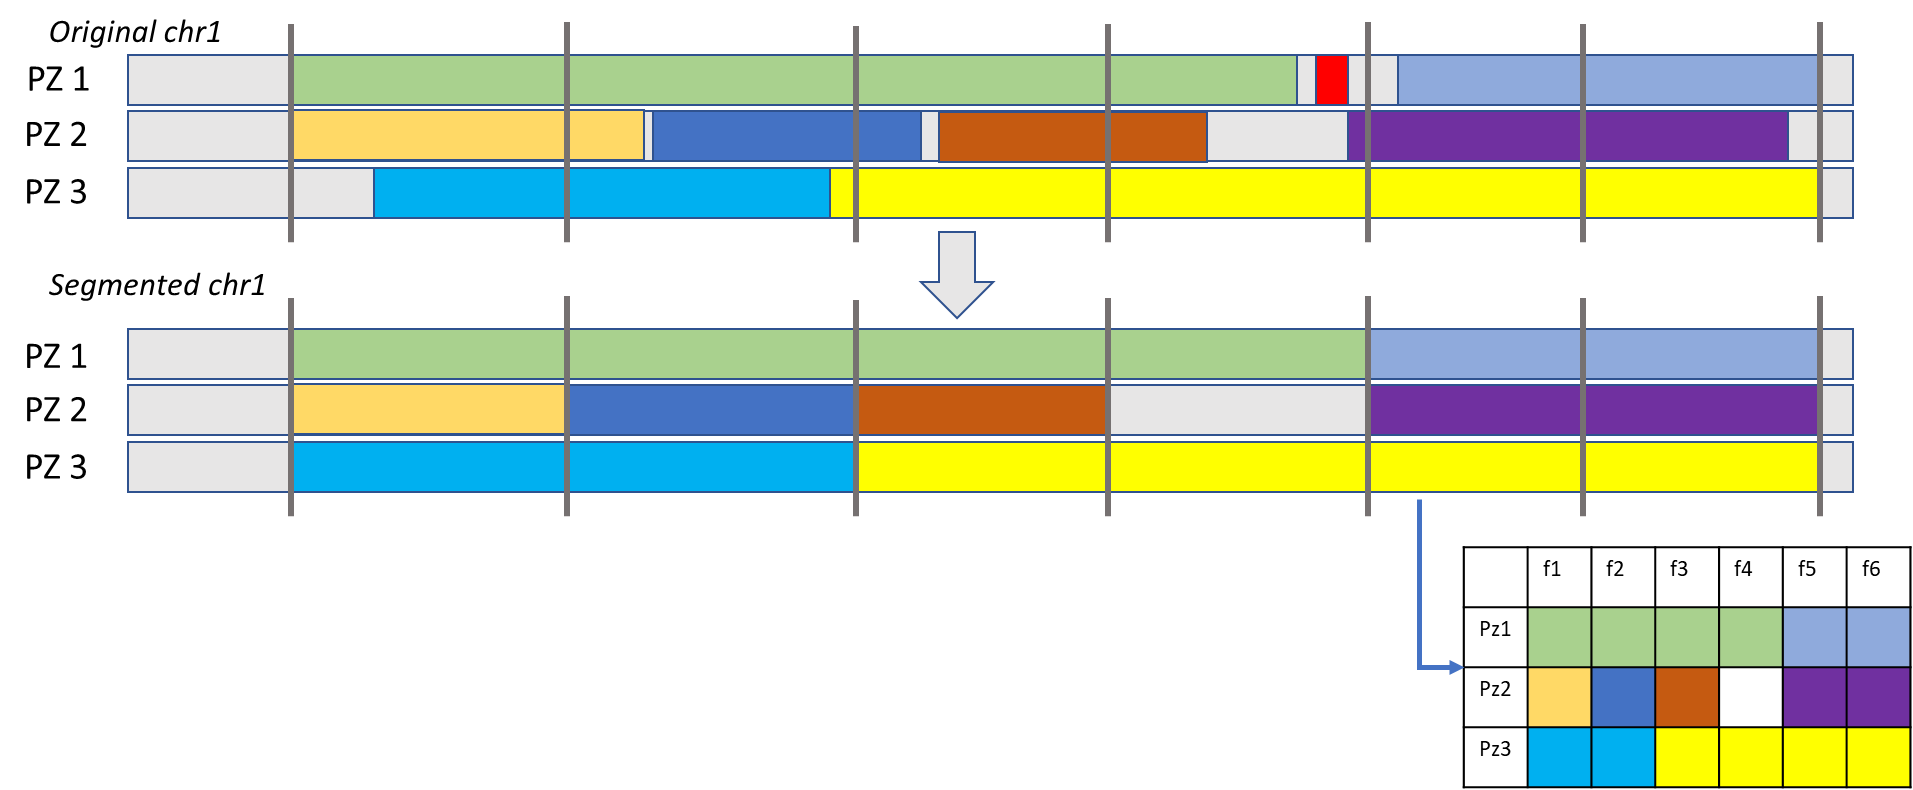 Original chr1
PZ 1
PZ 2
PZ 3
Segmented chr1
PZ 1
PZ 2
PZ 3
f1 f2 f3 f4 f5 f6
Pz1
Pz2
Pz3